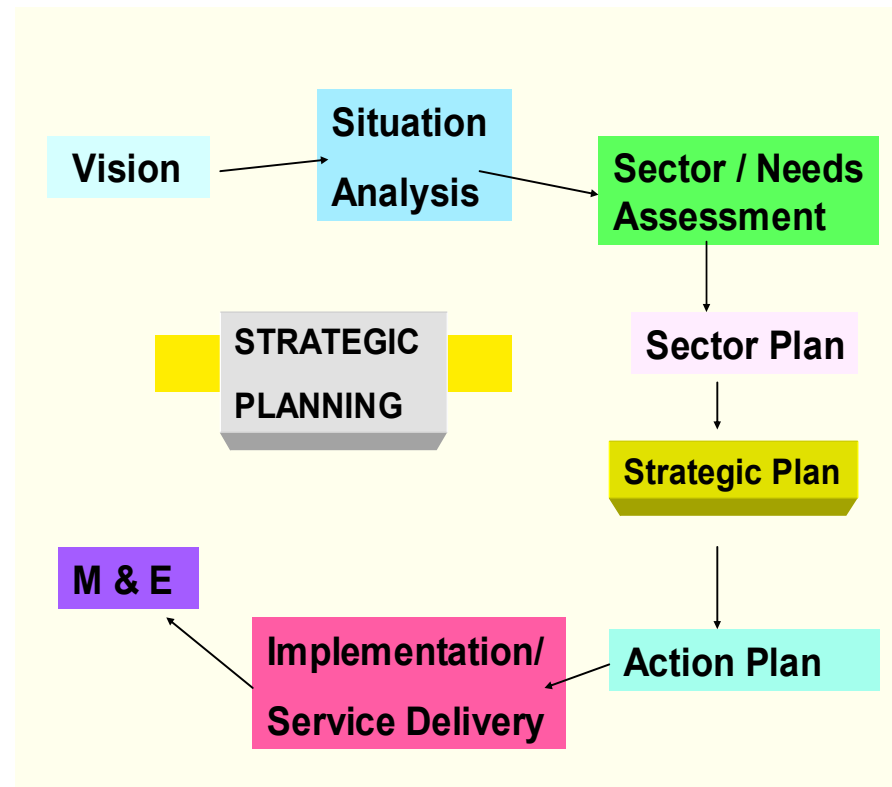 Vision
Situation
Analysis
Sector / Needs
Assessment
STRATEGIC
PLANNING
Sector Plan
Strategic Plan
M & E
Implementation/
Service Delivery
Action Plan